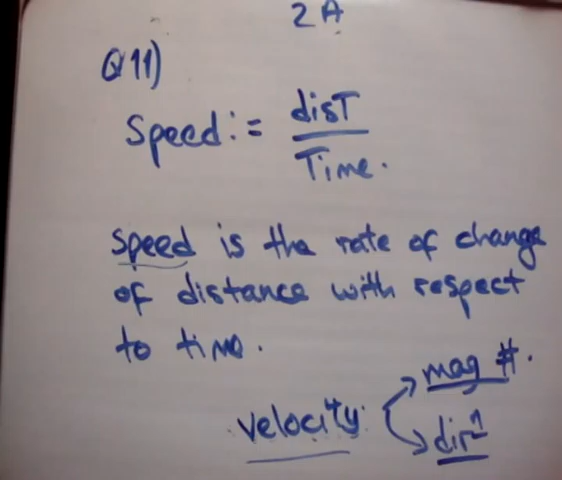 2A
Q11)
Speed:= disT
Time.
speed is the rate of change
of distance with respect
to time.
mag #.
velocity:
dirⁿ